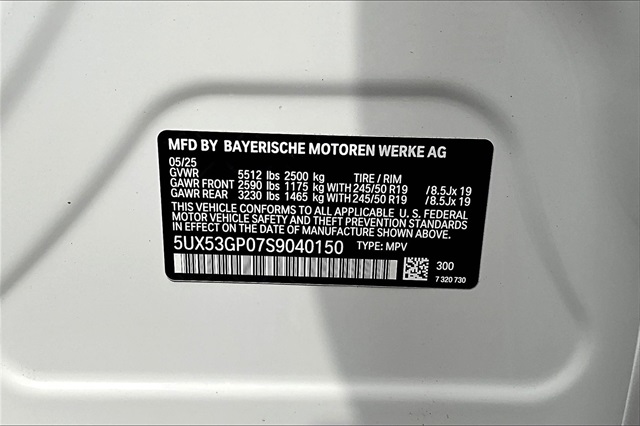 MFD BY BAYERISCHE MOTOREN WERKE AG
05/25
GVWR 5512 lbs 2500 kg TIRE / RIM
GAWR FRONT 2590 lbs 1175 kg WITH 245/50 R19 /8.5Jx 19
GAWR REAR 3230 lbs 1465 kg WITH 245/50 R19 /8.5Jx 19
THIS VEHICLE CONFORMS TO ALL APPLICABLE U. S. FEDERAL
MOTOR VEHICLE SAFETY AND THEFT PREVENTION STANDARDS
IN EFFECT ON THE DATE OF MANUFACTURE SHOWN ABOVE.
5UX53GP07S9040150 TYPE: MPV
300
7 320 730